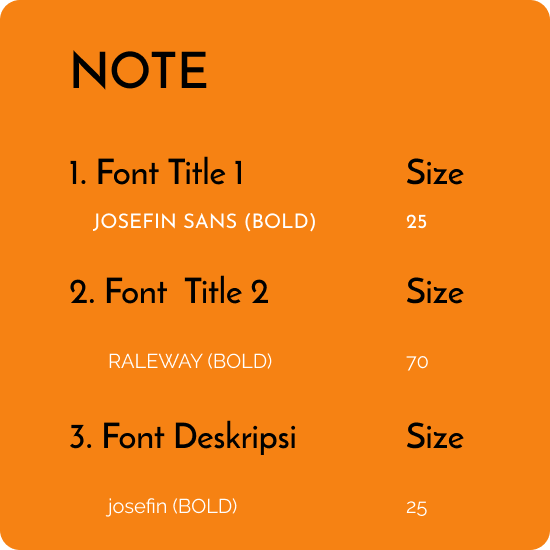 NOTE
1. Font Title 1 Size
JOSEFIN SANS (BOLD) 25
2. Font Title 2 Size
RALEWAY (BOLD) 70
3. Font Deskripsi Size
josefin (BOLD) 25